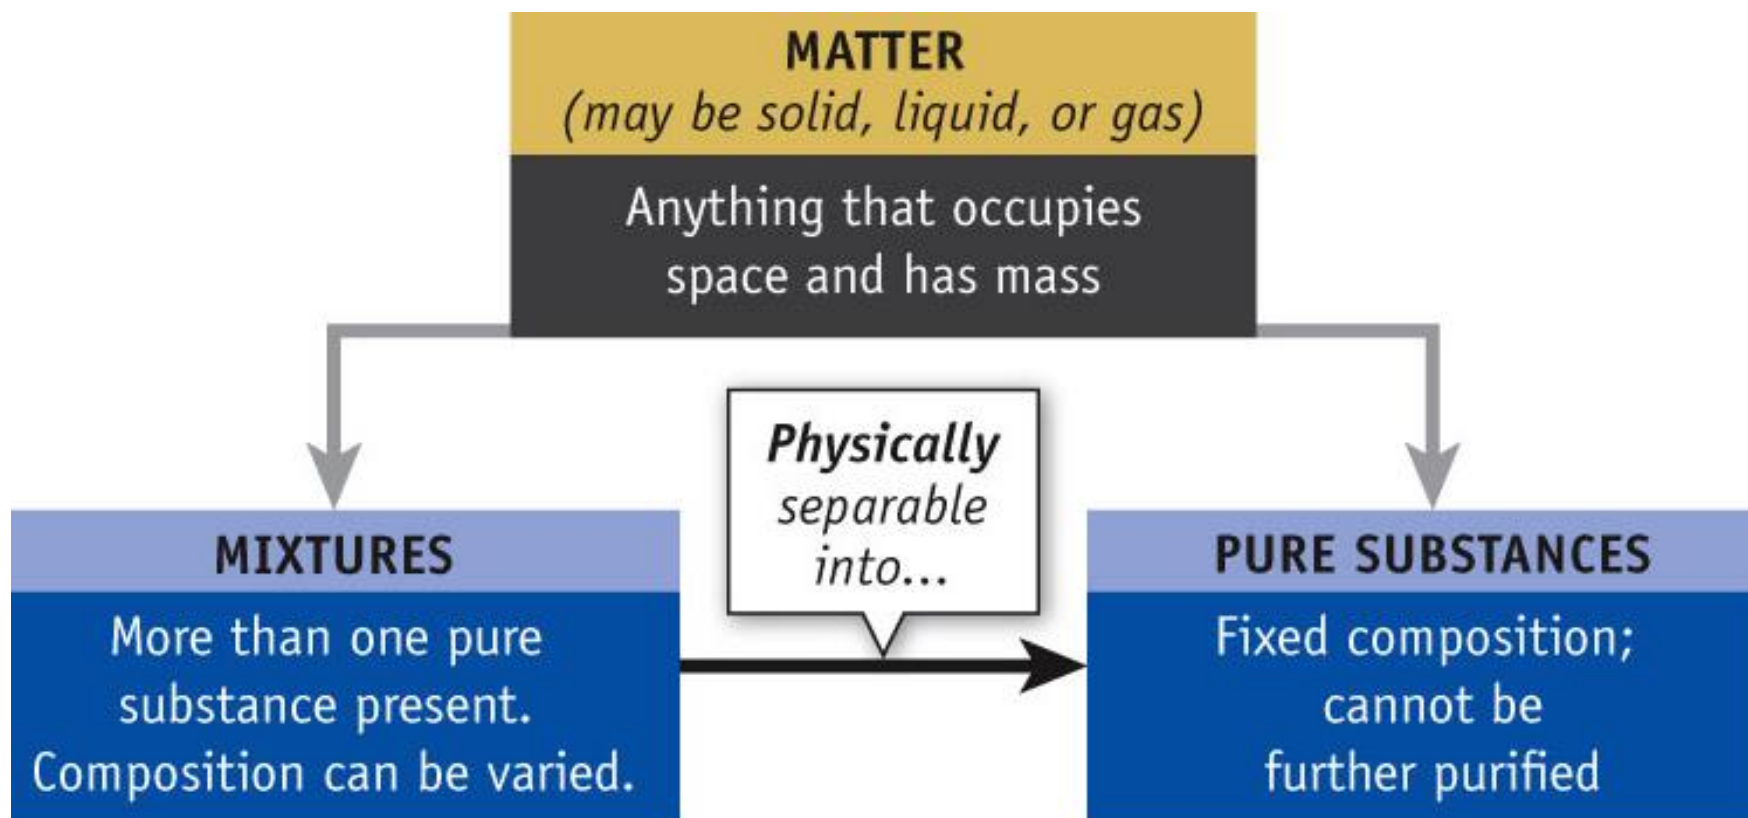 MATTER
(may be solid, liquid, or gas)
Anything that occupies
space and has mass
Physically
separable
into...
MIXTURES
More than one pure
substance present.
Composition can be varied.
PURE SUBSTANCES
Fixed composition;
cannot be
further purified